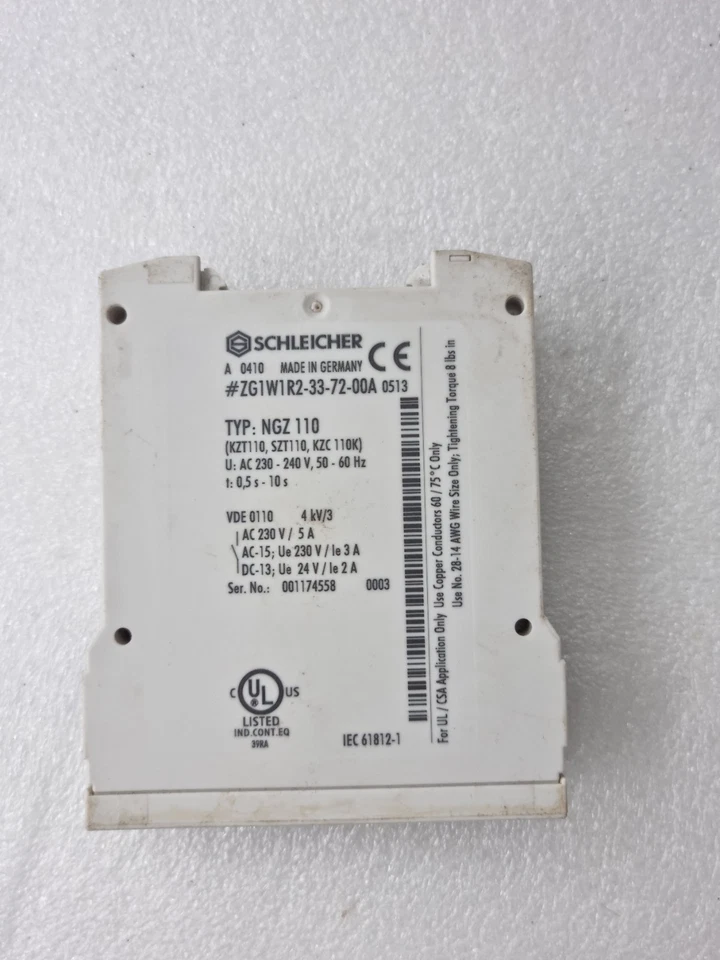 SCHLEICHER
A 0410 MADE IN GERMANY CE
#ZG1W1R2-33-72-00A 0513
TYP: NGZ 110
(KZT110, SZT110, KZC 110K)
U: AC 230 - 240 V, 50 - 60 Hz
t: 0,5 s - 10 s
VDE 0110 4 kV/3
AC 230 V / 5 A
AC-15; Ue 230 V / Ie 3 A
DC-13; Ue 24 V / Ie 2 A
Ser. No.: 001174558 0003
C UL US
®
LISTED
IND.CONT.EQ
39RA
IEC 61812-1
For UL / CSA Application Only Use Copper Conductors 60 / 75°C Only
Use No. 28-14 AWG Wire Size Only; Tightening Torque 8 lbs in